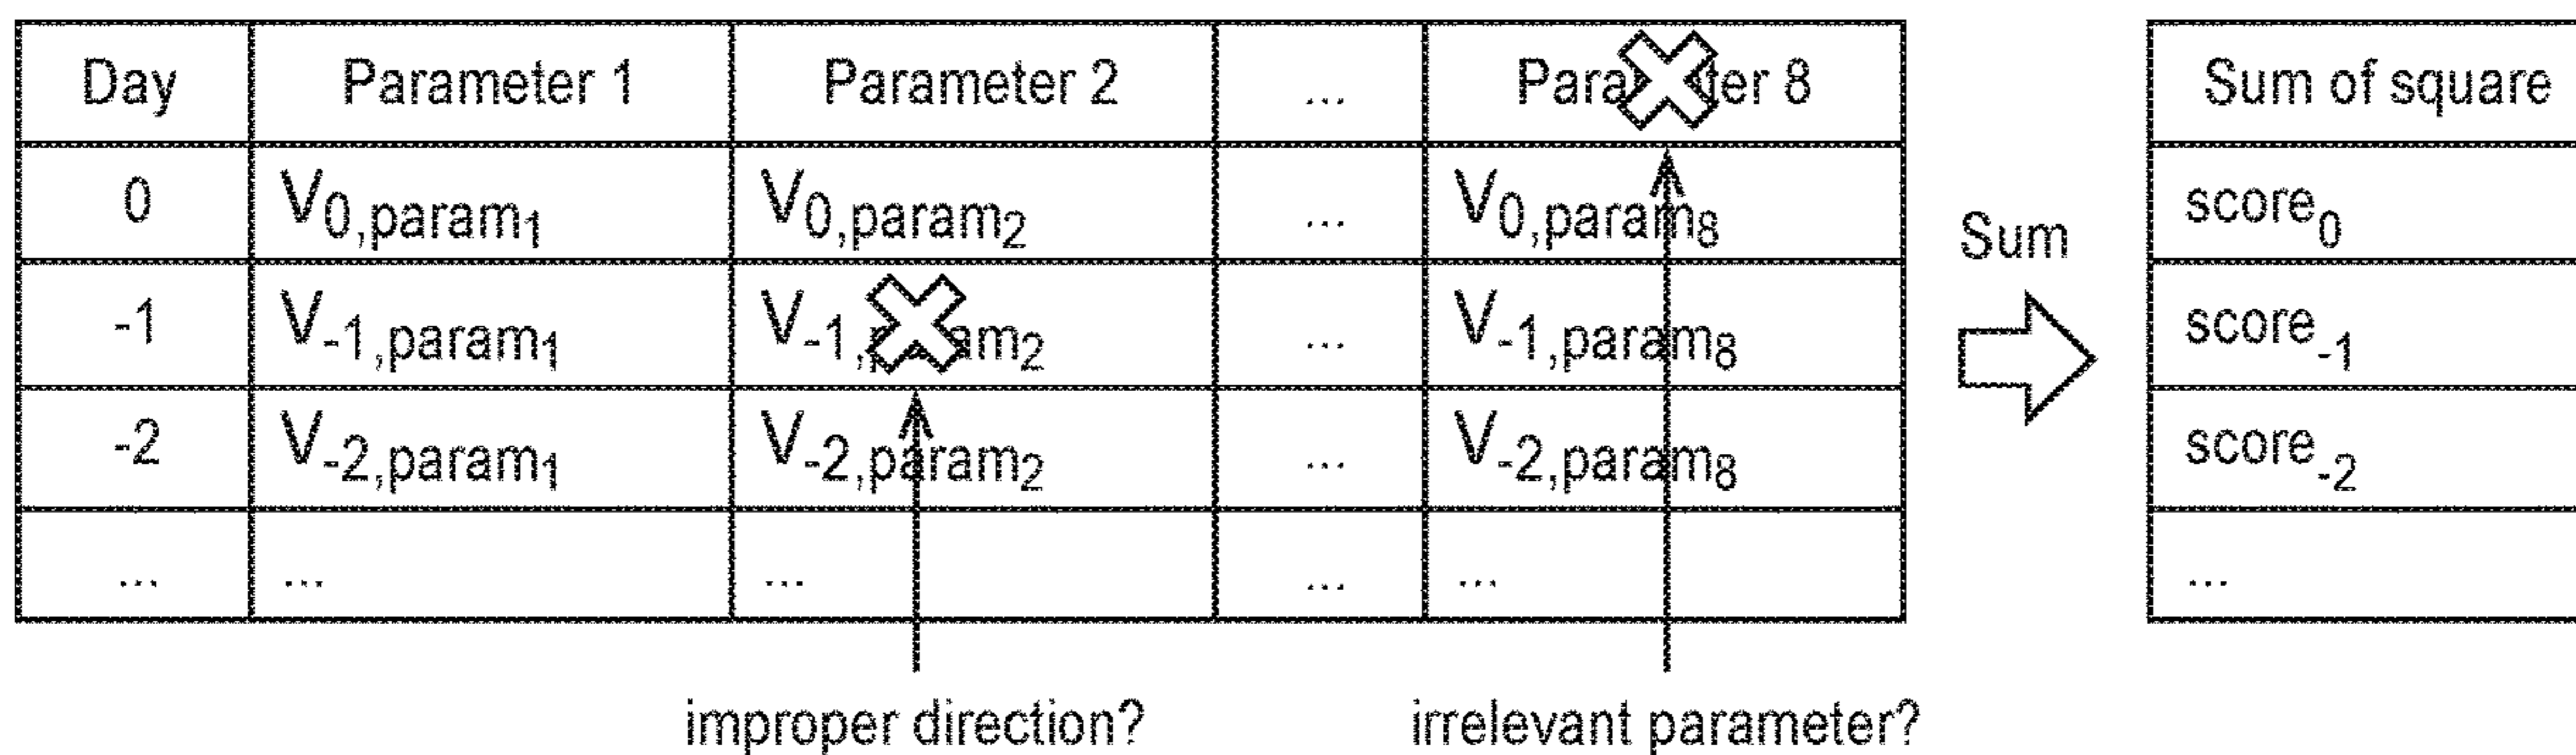 Day Parameter 1 Parameter 2 ... Parameter 8 Sum of square
0 V0,param1 V0,param2 ... V0,param8 score0
Sum
-1 V-1,param1 V-1,param2 ... V-1,param8 score-1
-2 V-2,param1 V-2,param2 ... V-2,param8 score-2
... ... ... ... ... ...
improper direction? irrelevant parameter?